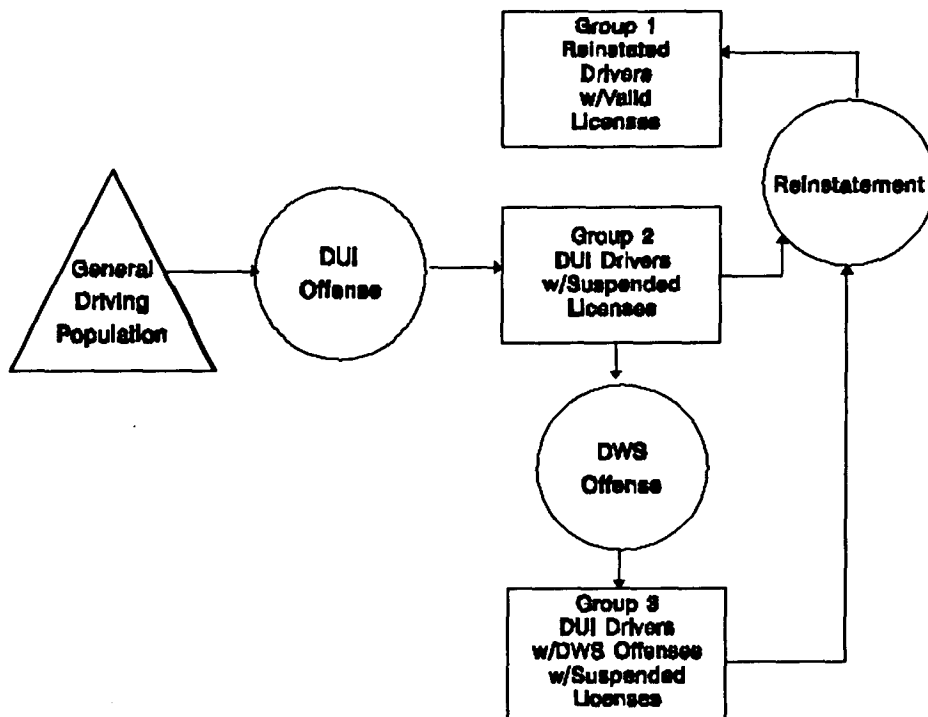 Group 1
Reinstated
Drivers
w/Valid
Licenses
Reinstatement
General
Driving
Population
DUI
Offense
Group 2
DUI Drivers
w/Suspended
Licenses
DWS
Offense
Group 3
DUI Drivers
w/DWS Offenses
w/Suspended
Licenses